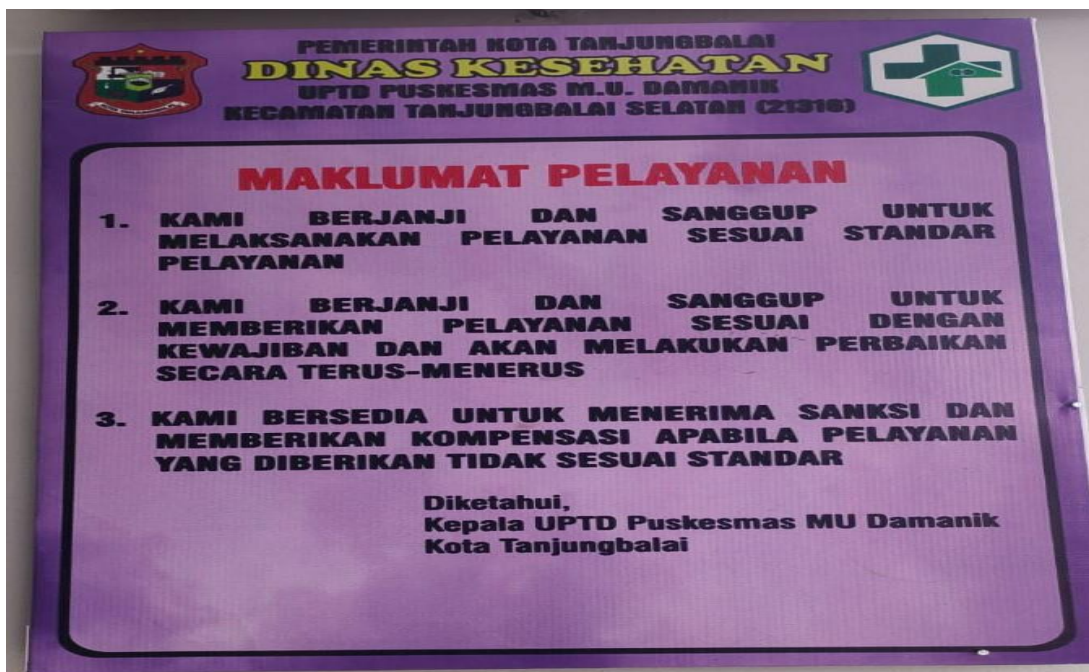 PEMERINTAH KOTA TANJUNGBALAI
DINAS KESEHATAN
UPTD PUSKESMAS M.U. DAMANIK
KECAMATAN TANJUNGBALAI SELATAN (21316)
MAKLUMAT PELAYANAN
1. KAMI BERJANJI DAN SANGGUP UNTUK
MELAKSANAKAN PELAYANAN SESUAI STANDAR
PELAYANAN
2. KAMI BERJANJI DAN SANGGUP UNTUK
MEMBERIKAN PELAYANAN SESUAI DENGAN
KEWAJIBAN DAN AKAN MELAKUKAN PERBAIKAN
SECARA TERUS-MENERUS
3. KAMI BERSEDIA UNTUK MENERIMA SANKSI DAN
MEMBERIKAN KOMPENSASI APABILA PELAYANAN
YANG DIBERIKAN TIDAK SESUAI STANDAR
Diketahui,
Kepala UPTD Puskesmas MU Damanik
Kota Tanjungbalai